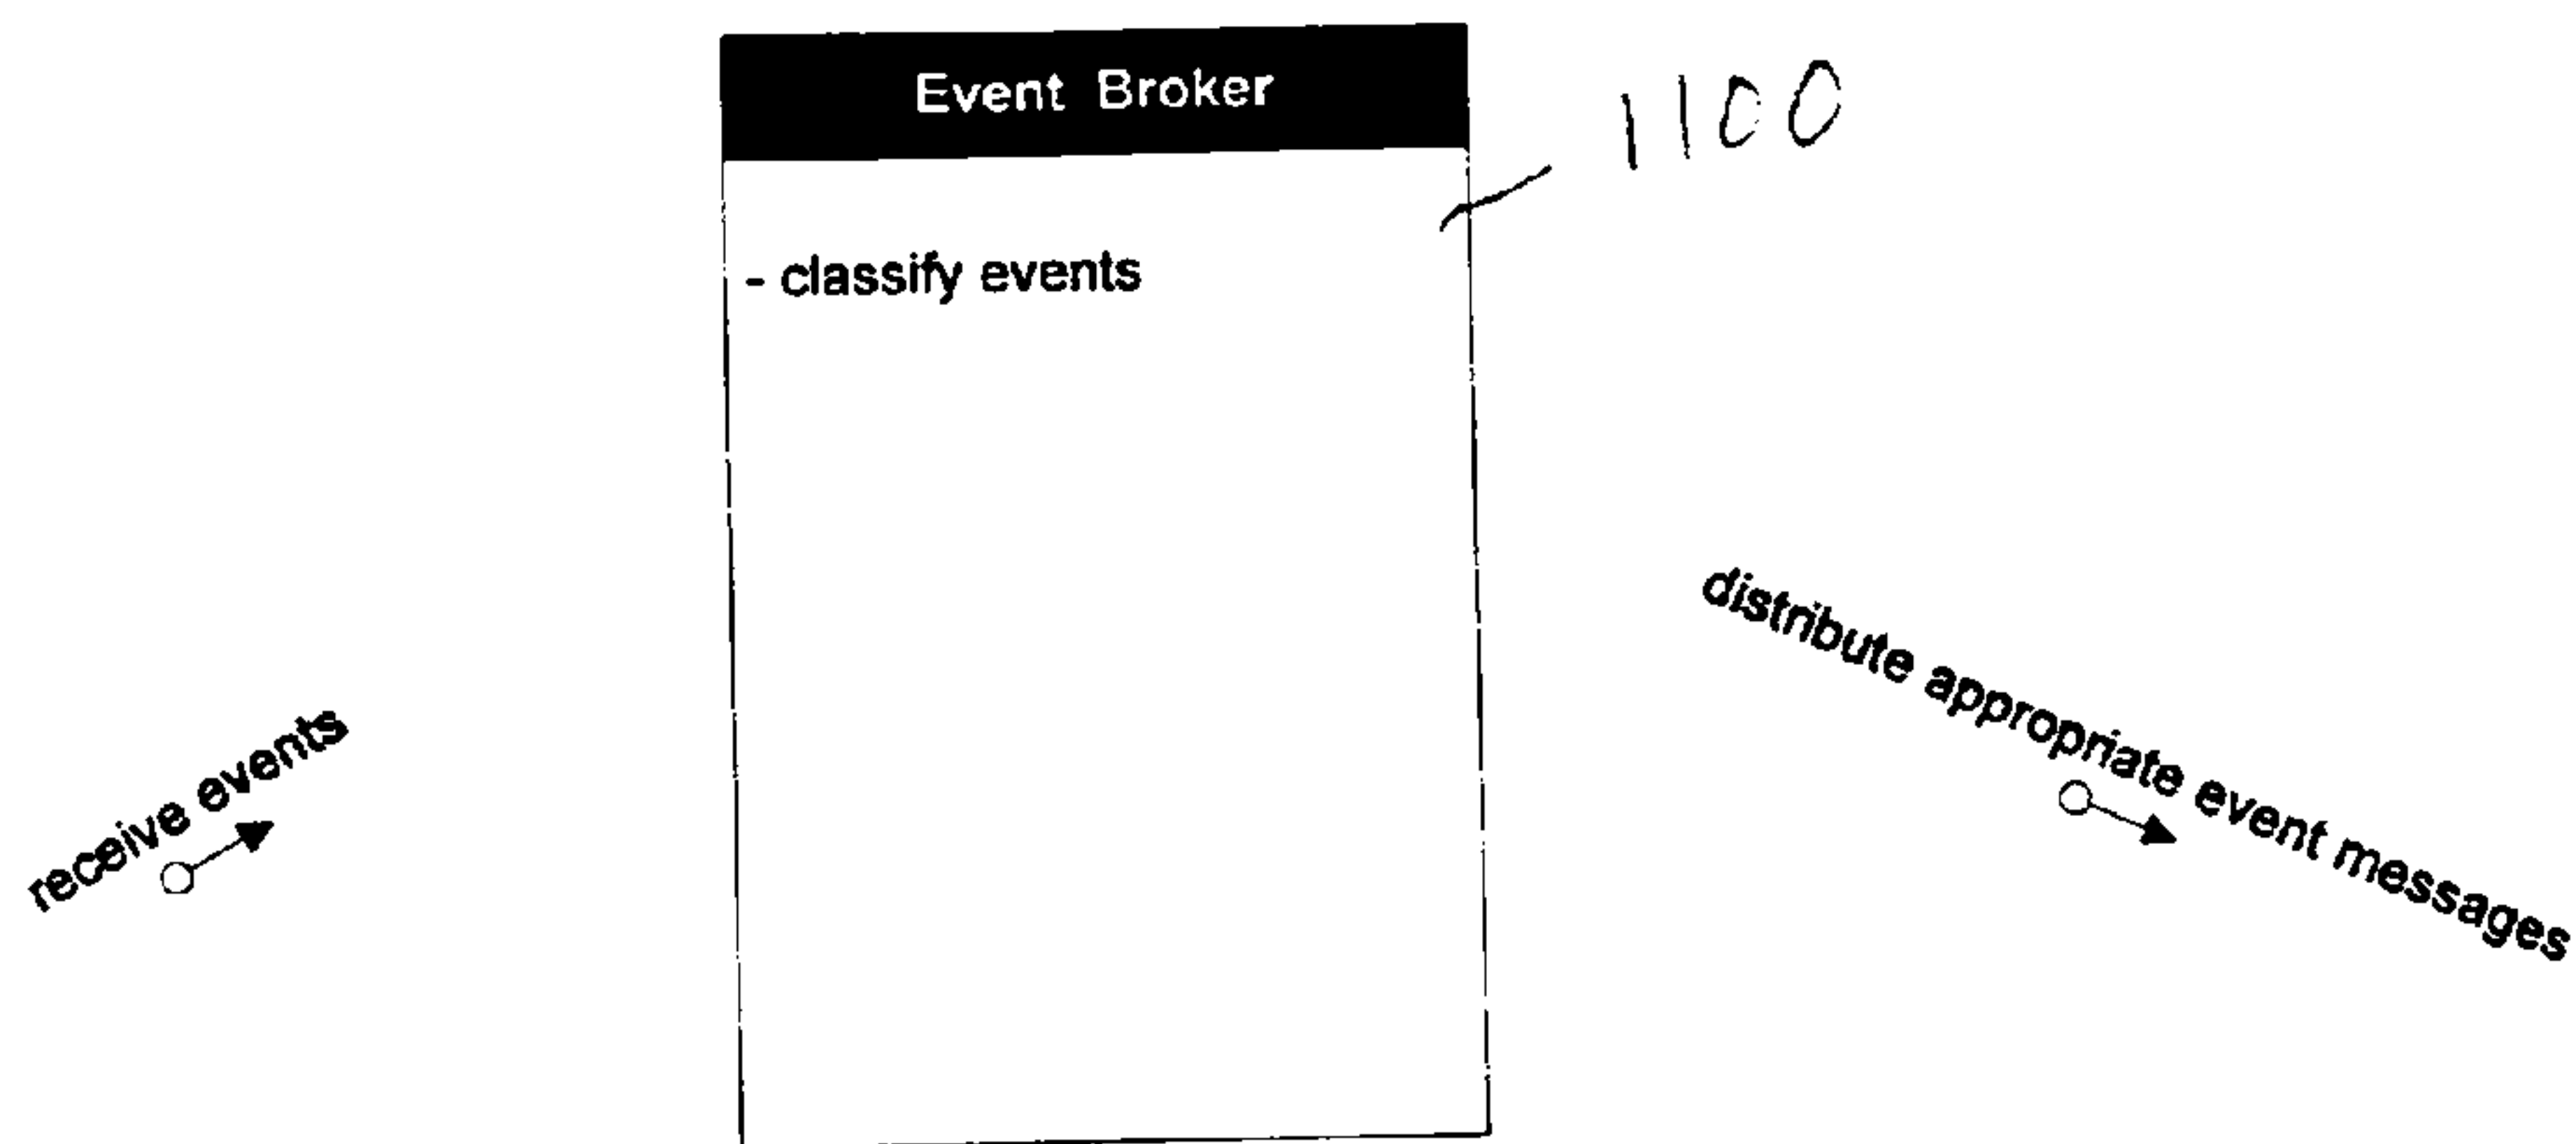 Event Broker
1100
- classify events
receive events
distribute appropriate event messages